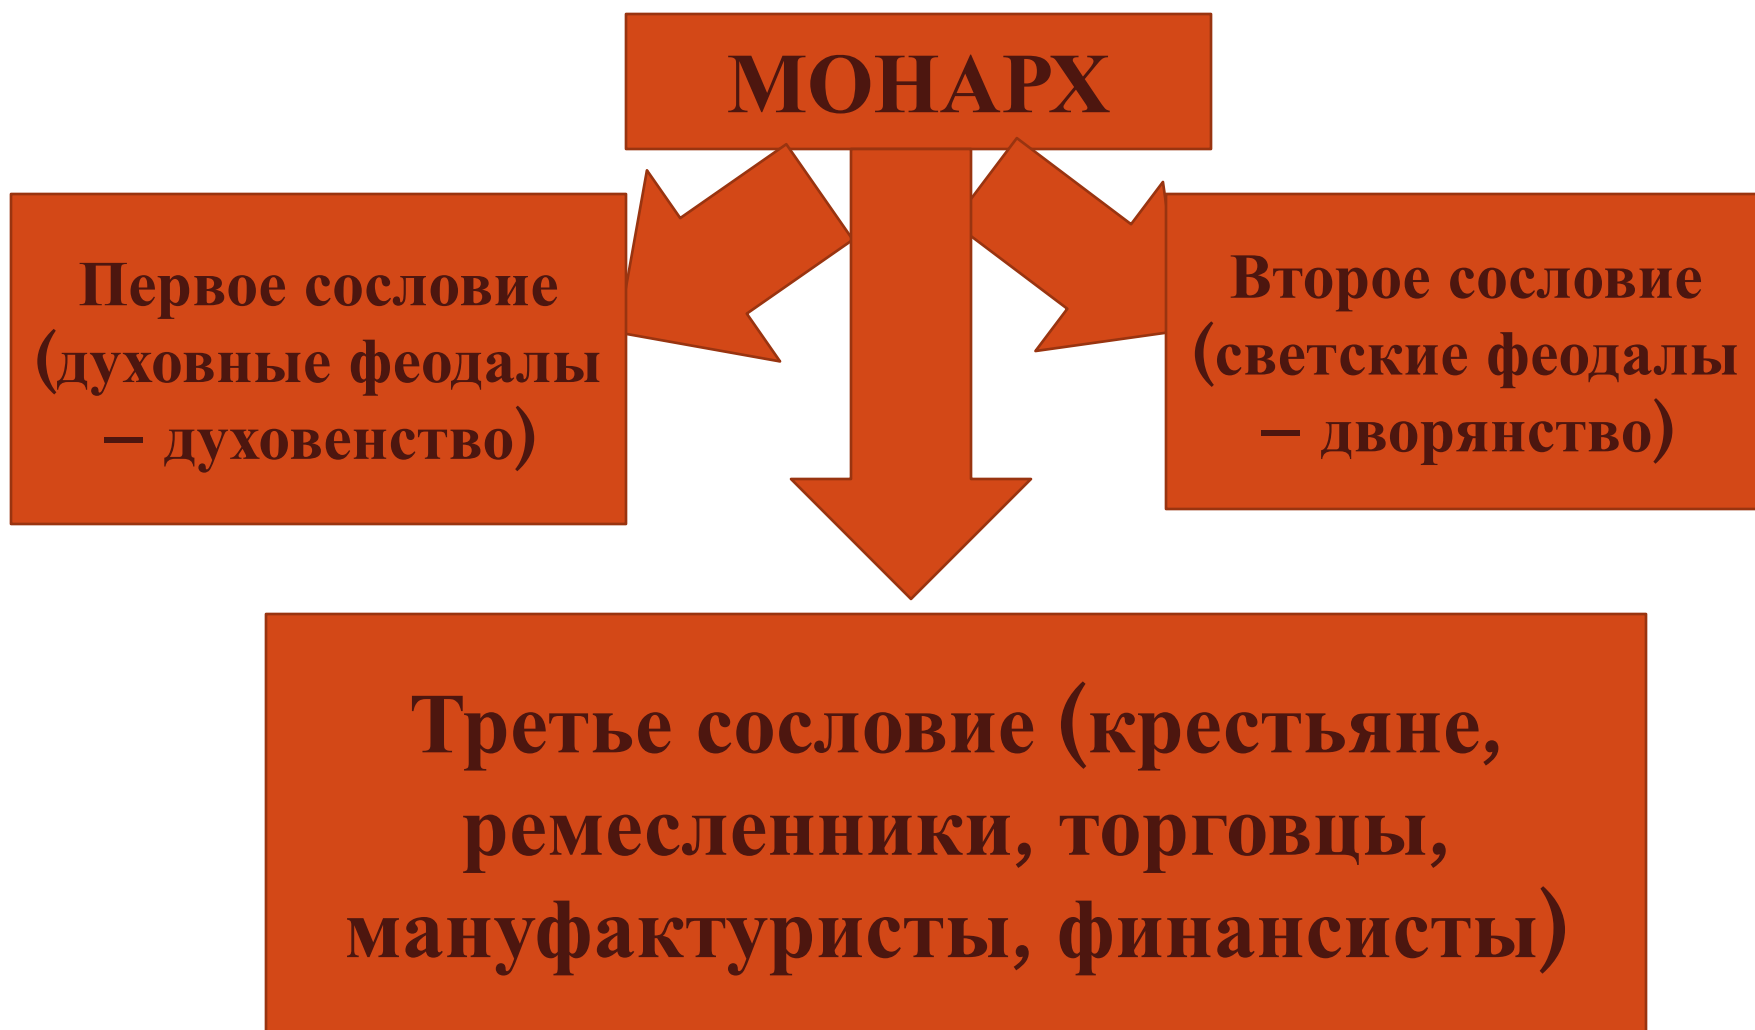 МОНАРХ
Первое сословие
(духовные феодалы
– духовенство)
Второе сословие
(светские феодалы
– дворянство)
Третье сословие (крестьяне,
ремесленники, торговцы,
мануфактуристы, финансисты)